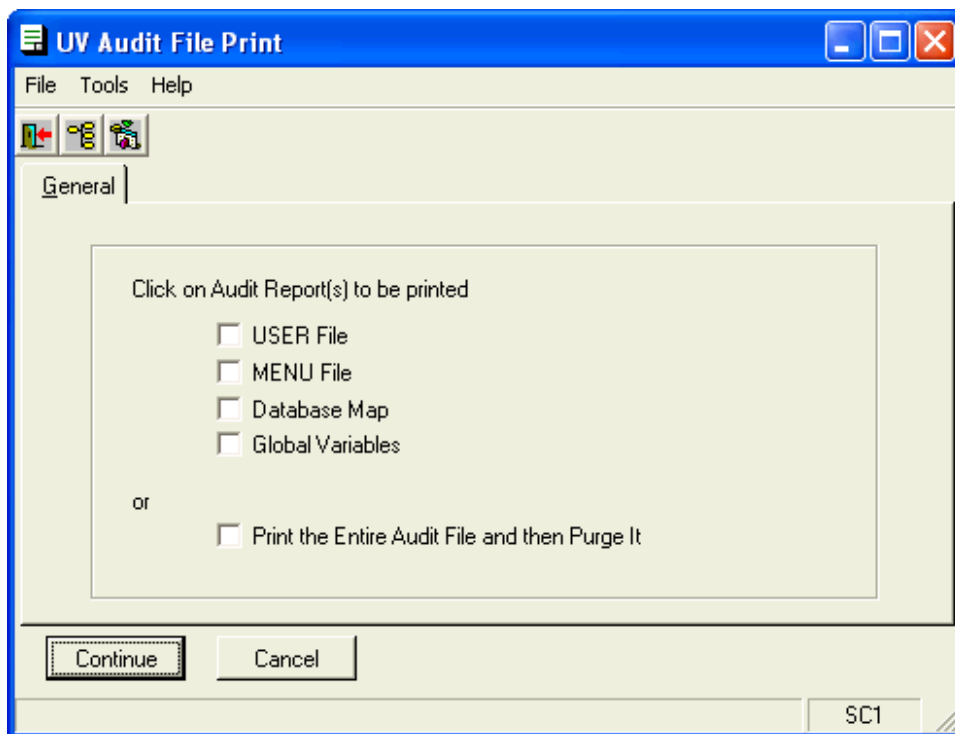 UV Audit File Print
File Tools Help
General
Click on Audit Report(s) to be printed
USER File
MENU File
Database Map
Global Variables
or
Print the Entire Audit File and then Purge It
Continue Cancel
SC1